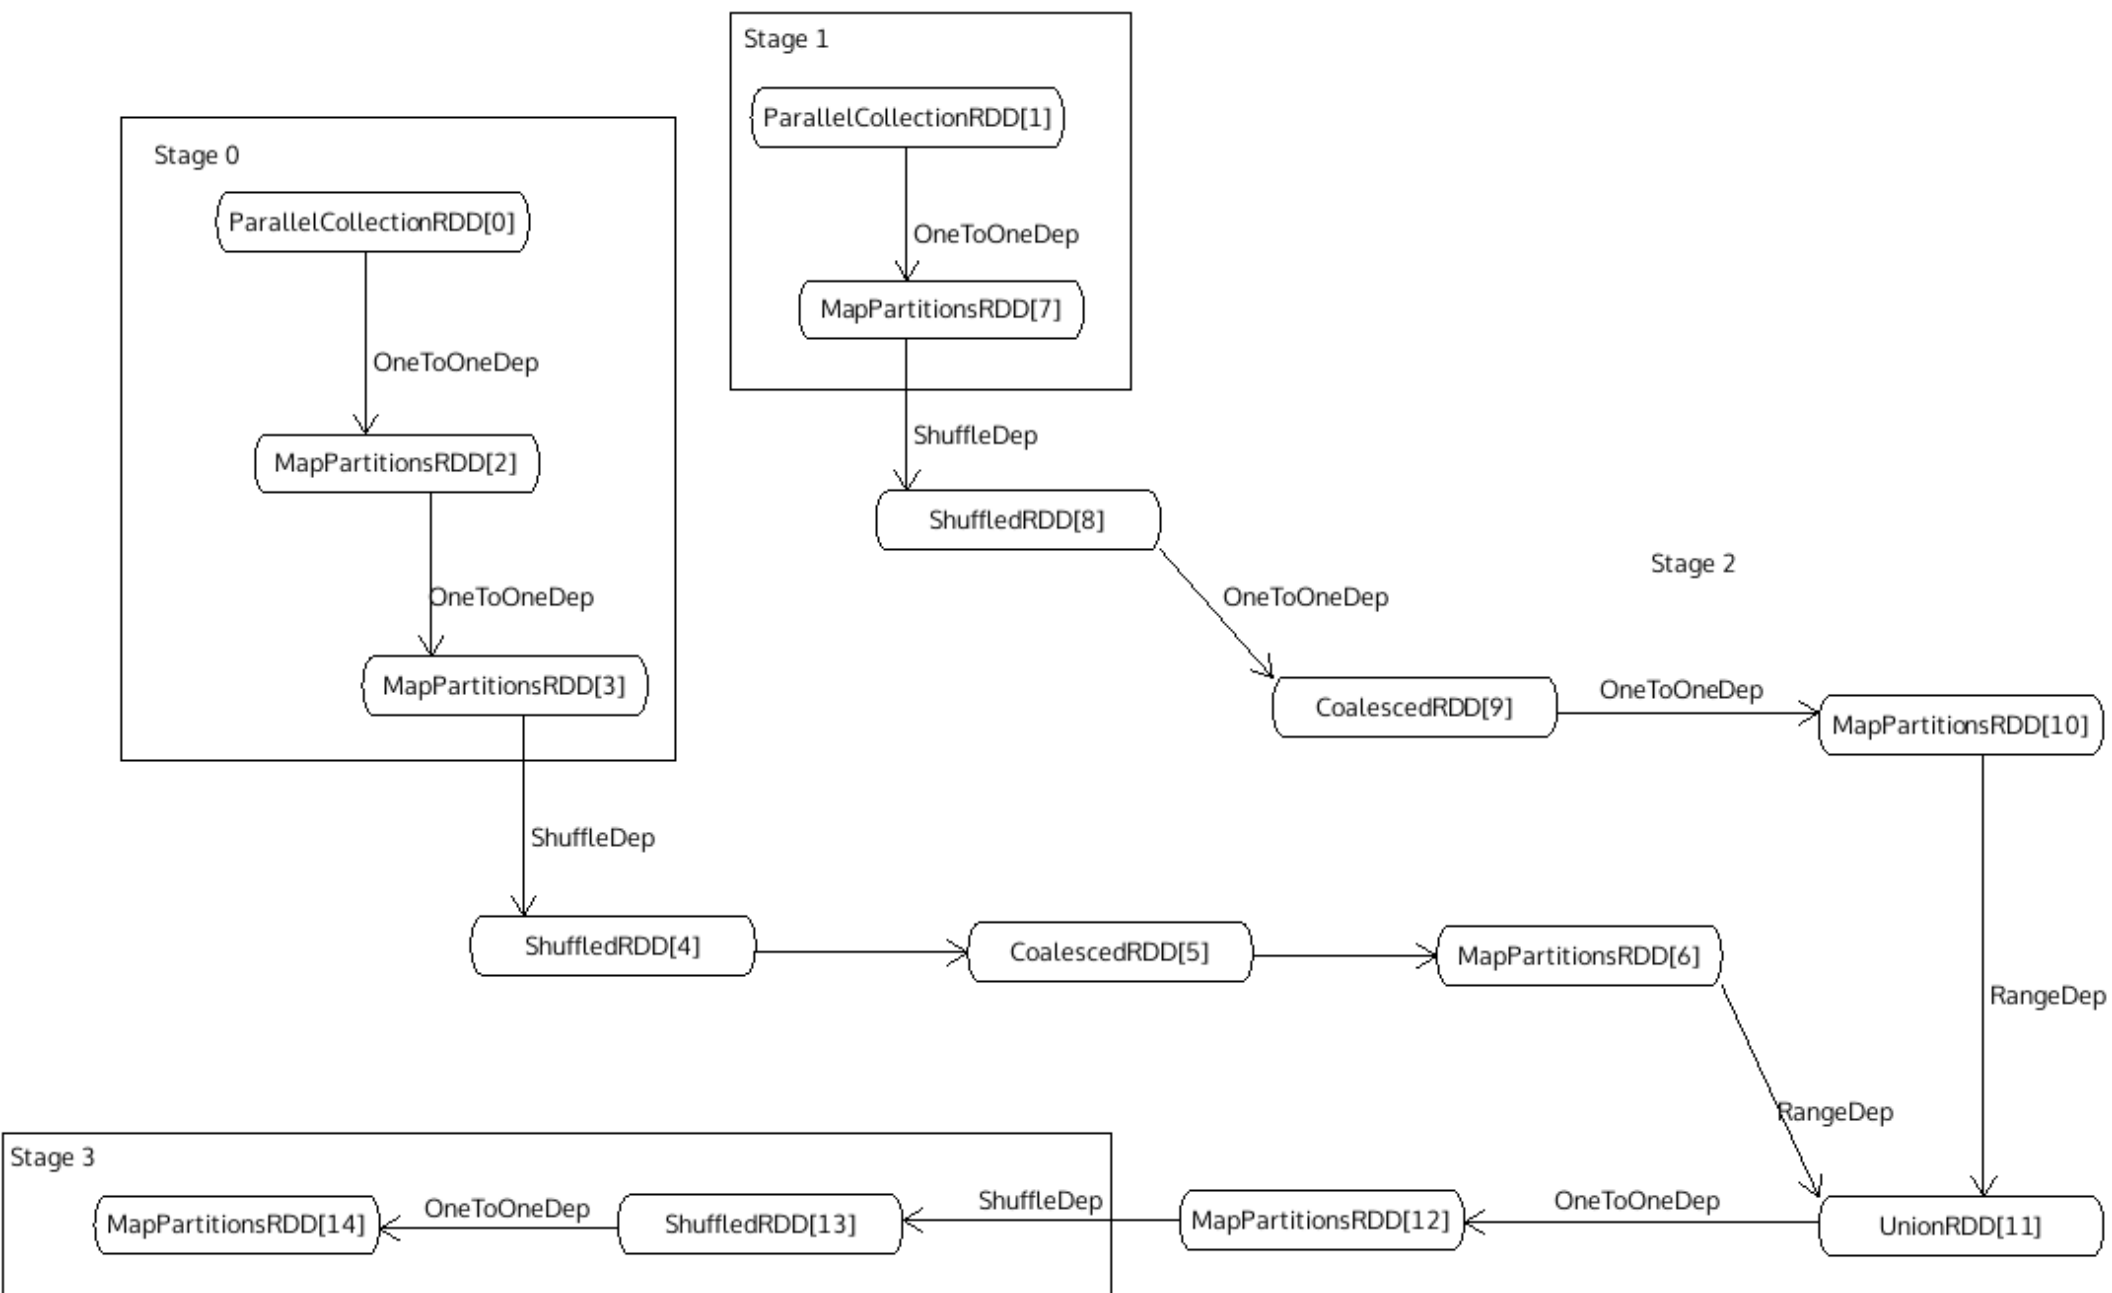 Stage 1
ParallelCollectionRDD[1]
OneToOneDep
MapPartitionsRDD[7]
ShuffleDep
ShuffledRDD[8]
Stage 0
ParallelCollectionRDD[0]
OneToOneDep
MapPartitionsRDD[2]
OneToOneDep
MapPartitionsRDD[3]
ShuffleDep
Stage 2
OneToOneDep
CoalescedRDD[9]
OneToOneDep
MapPartitionsRDD[10]
RangeDep
ShuffledRDD[4]
CoalescedRDD[5]
MapPartitionsRDD[6]
RangeDep
UnionRDD[11]
OneToOneDep
MapPartitionsRDD[12]
ShuffleDep
Stage 3
ShuffledRDD[13]
OneToOneDep
MapPartitionsRDD[14]